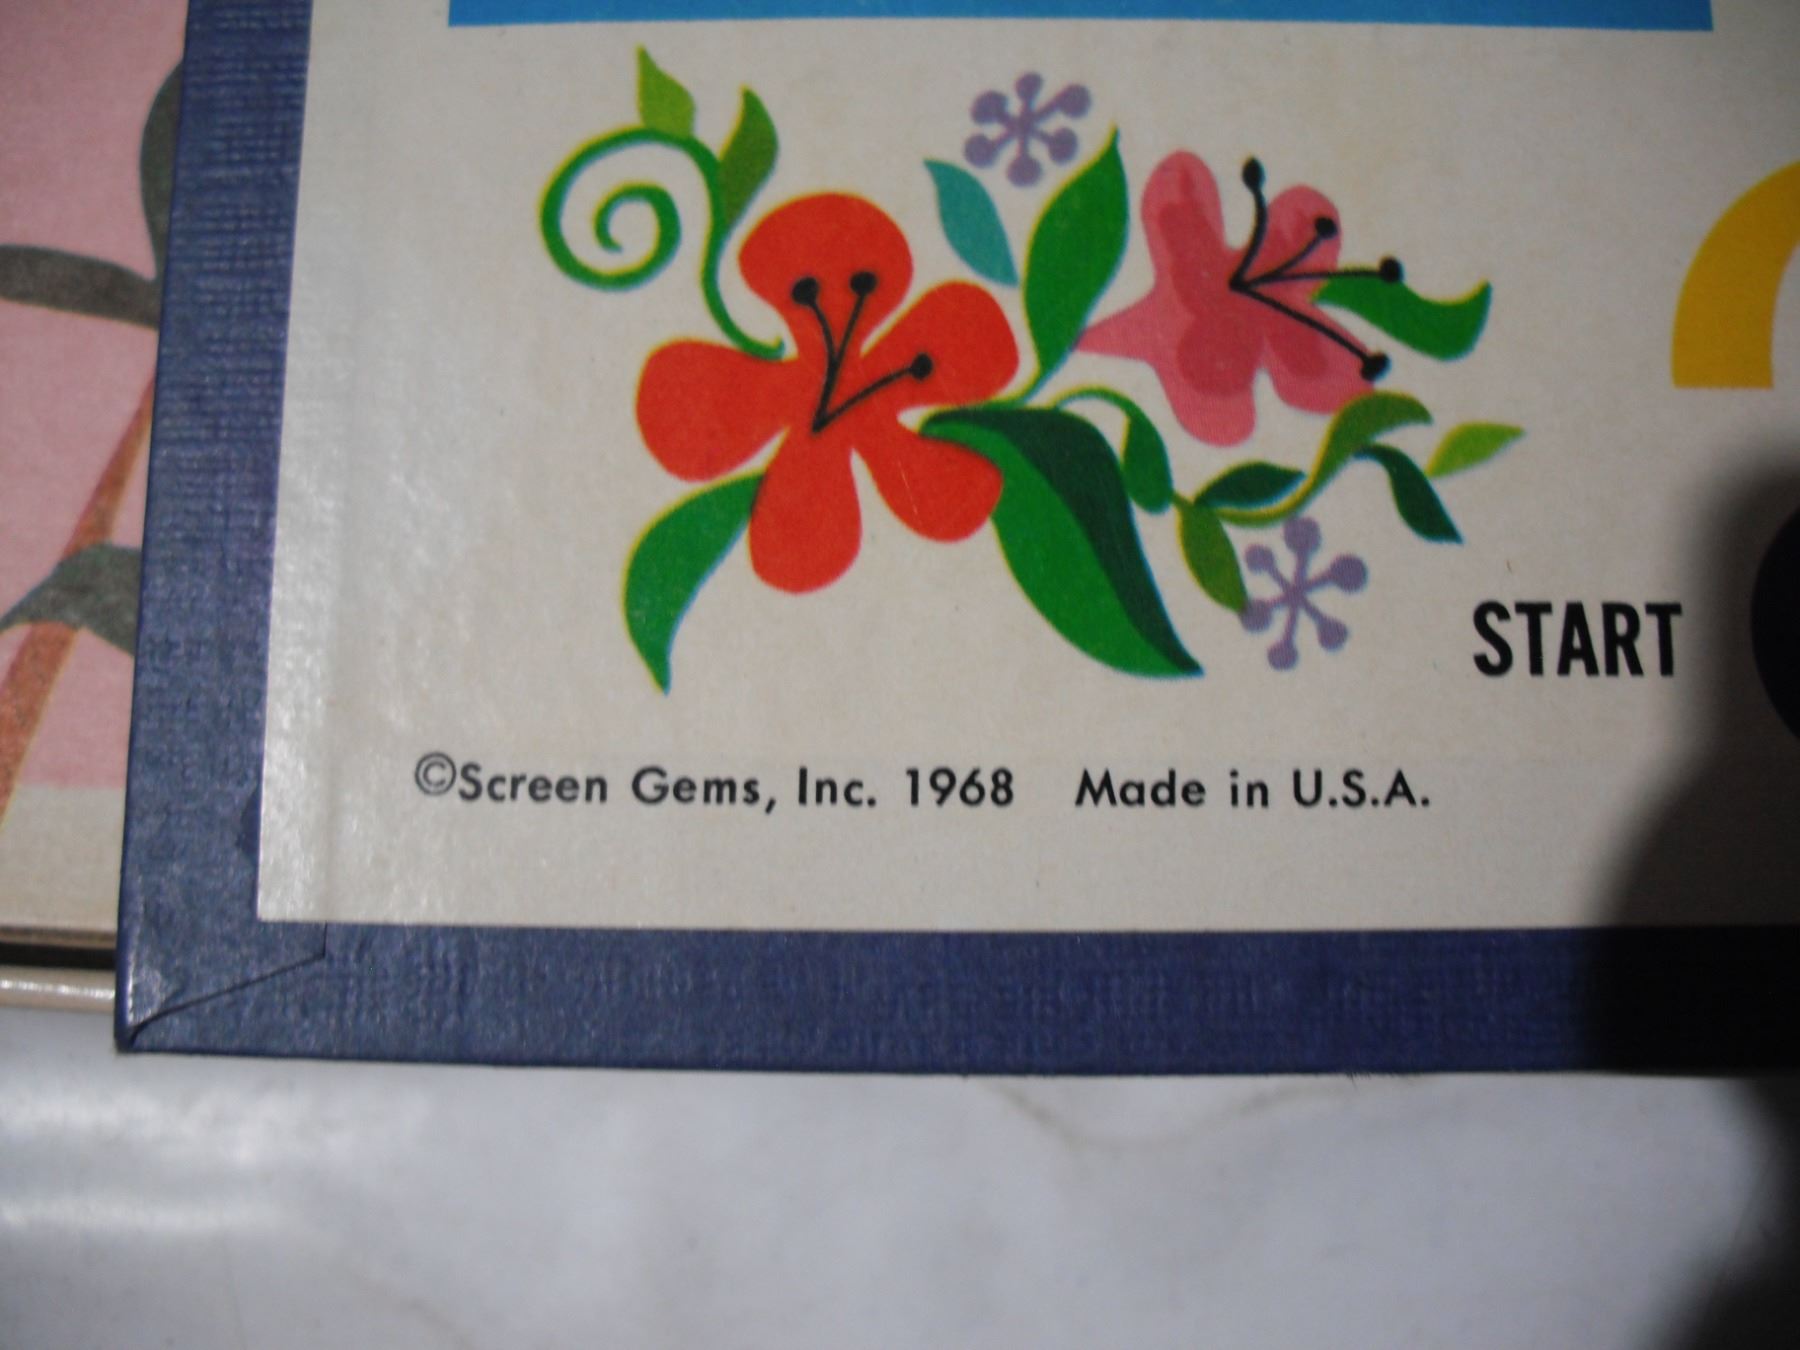 START
©Screen Gems, Inc. 1968 Made in U.S.A.